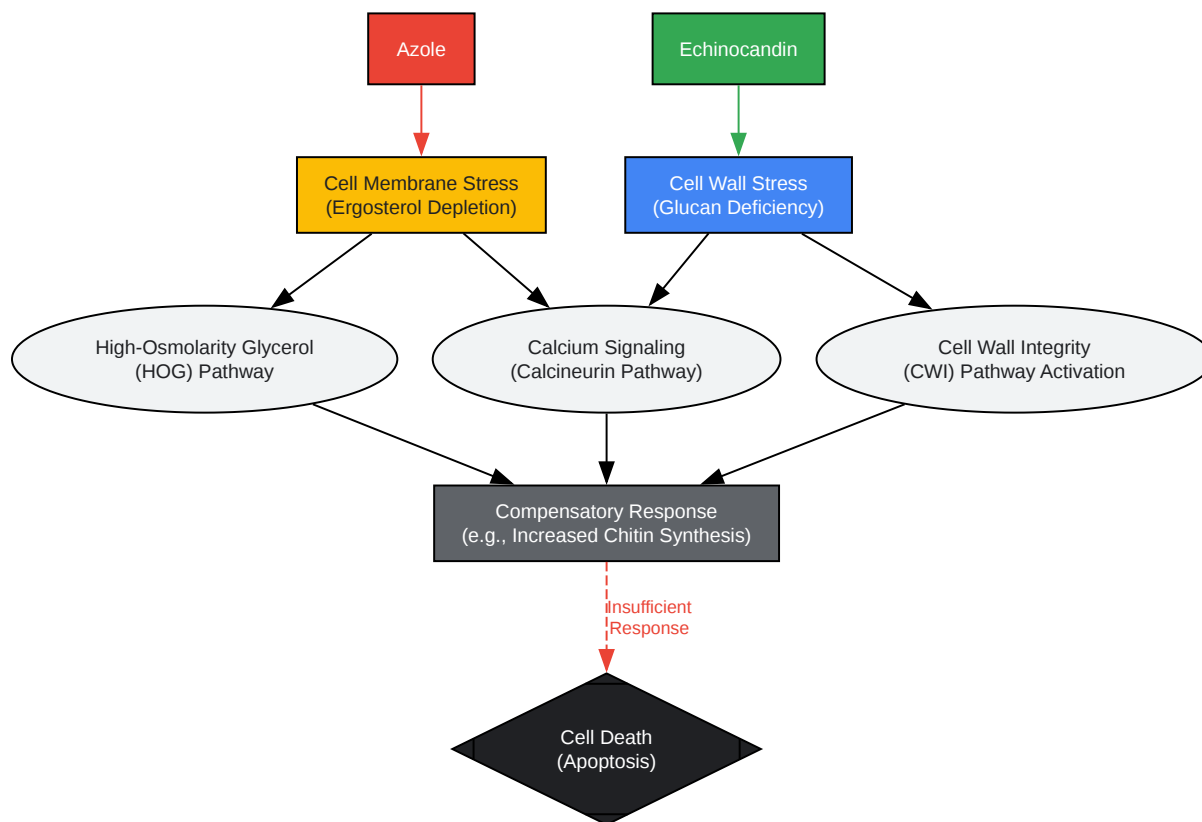 Azole
Echinocandin
Cell Membrane Stress
(Ergosterol Depletion)
Cell Wall Stress
(Glucan Deficiency)
High-Osmolarity Glycerol
(HOG) Pathway
Calcium Signaling
(Calcineurin Pathway)
Cell Wall Integrity
(CWI) Pathway Activation
Compensatory Response
(e.g., Increased Chitin Synthesis)
Insufficient
Response
Cell Death
(Apoptosis)